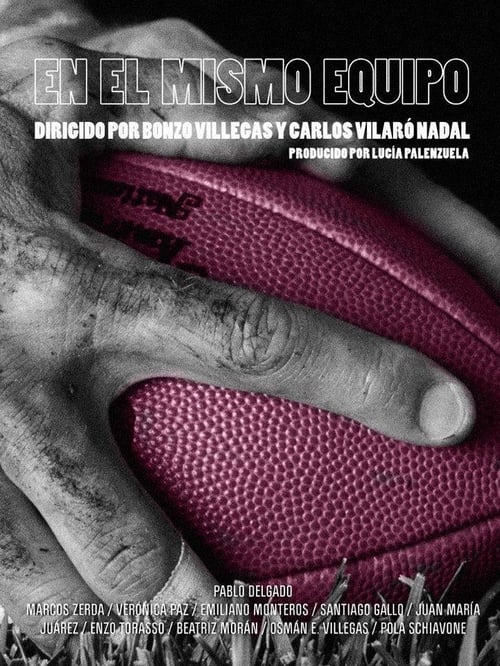 EN EL MISMO EQUIPO
DIRIGIDO POR BONZO VILLEGAS Y CARLOS VILARÓ NADAL
PRODUCIDO POR LUCÍA PALENZUELA
PABLO DELGADO
MARCOS ZERDA / VERÓNICA PAZ / EMILIANO MONTEROS / SANTIAGO GALLO / JUAN MARÍA
JUÁREZ / ENZO TORASSO / BEATRIZ MORÁN / OSMÁN E. VILLEGAS / POLA SCHIAVONE